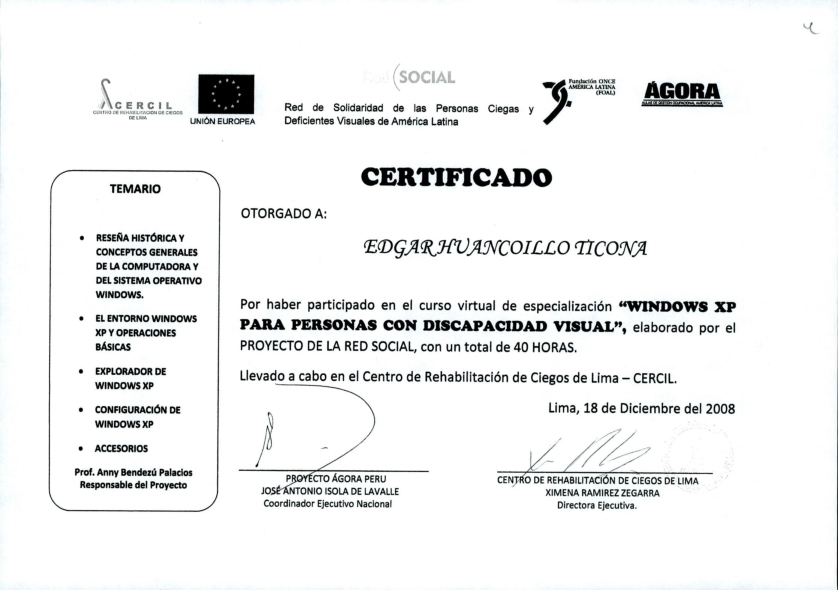 CERCIL
CENTRO DE REHABILITACIÓN DE CIEGOS
DE LIMA
UNIÓN EUROPEA
Red SOCIAL
Red de Solidaridad de las Personas Ciegas y
Deficientes Visuales de América Latina
Fundación ONCE
AMÉRICA LATINA
(FOAL)
ÁGORA
AULAS DE GESTIÓN OCUPACIONAL AMÉRICA LATINA
TEMARIO
• RESEÑA HISTÓRICA Y
CONCEPTOS GENERALES
DE LA COMPUTADORA Y
DEL SISTEMA OPERATIVO
WINDOWS.
• EL ENTORNO WINDOWS
XP Y OPERACIONES
BÁSICAS
• EXPLORADOR DE
WINDOWS XP
• CONFIGURACIÓN DE
WINDOWS XP
• ACCESORIOS
Prof. Anny Bendezú Palacios
Responsable del Proyecto
CERTIFICADO
OTORGADO A:
EDGAR HUANCOILLO TICONA
Por haber participado en el curso virtual de especialización “WINDOWS XP
PARA PERSONAS CON DISCAPACIDAD VISUAL”, elaborado por el
PROYECTO DE LA RED SOCIAL, con un total de 40 HORAS.
Llevado a cabo en el Centro de Rehabilitación de Ciegos de Lima – CERCIL.
Lima, 18 de Diciembre del 2008
PROYECTO ÁGORA PERU
JOSÉ ANTONIO ISOLA DE LAVALLE
Coordinador Ejecutivo Nacional
CENTRO DE REHABILITACIÓN DE CIEGOS DE LIMA
XIMENA RAMIREZ ZEGARRA
Directora Ejecutiva.